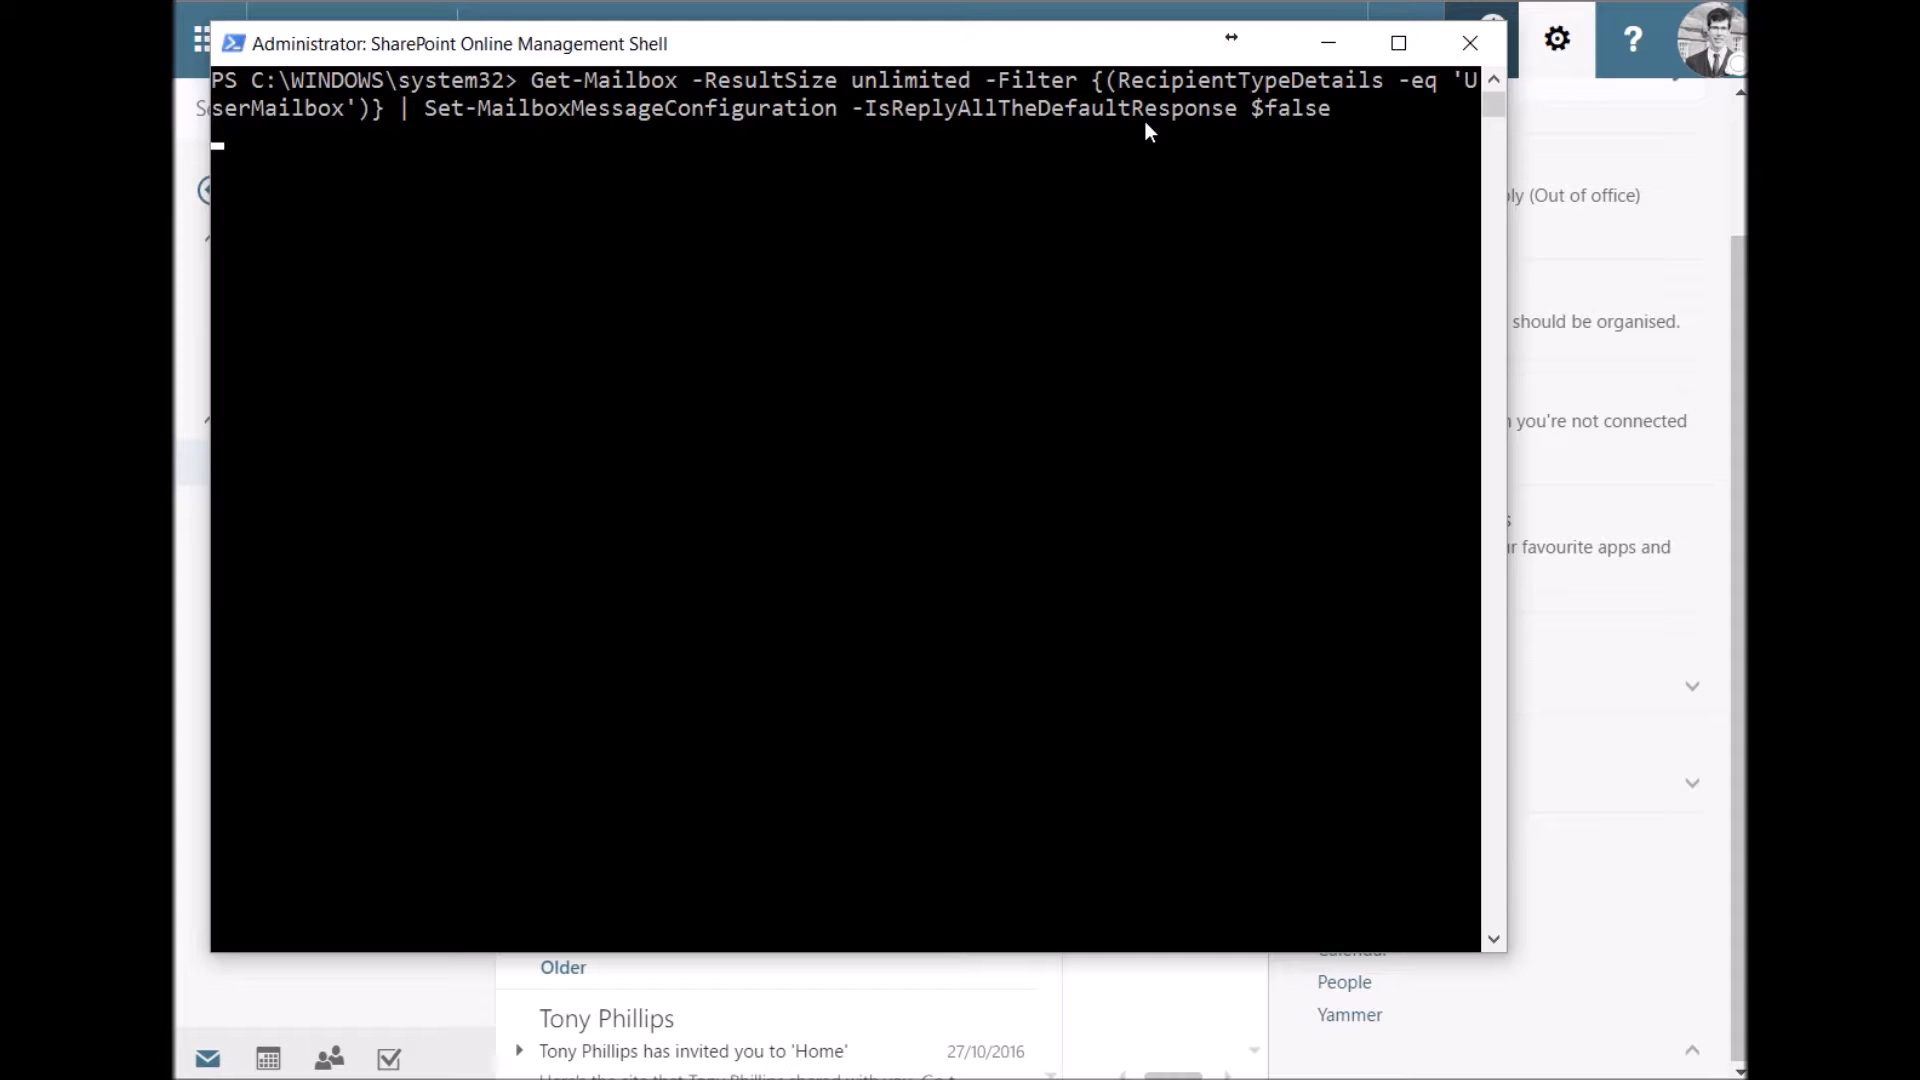 Administrator: SharePoint Online Management Shell
PS C:\WINDOWS\system32> Get-Mailbox -ResultSize unlimited -Filter {(RecipientTypeDetails -eq 'U
serMailbox')} | Set-MailboxMessageConfiguration -IsReplyAllTheDefaultResponse $false
?
ly (Out of office)
should be organised.
you're not connected
s
r favourite apps and
Older
Tony Phillips
Tony Phillips has invited you to 'Home' 27/10/2016
Calendar
People
Yammer